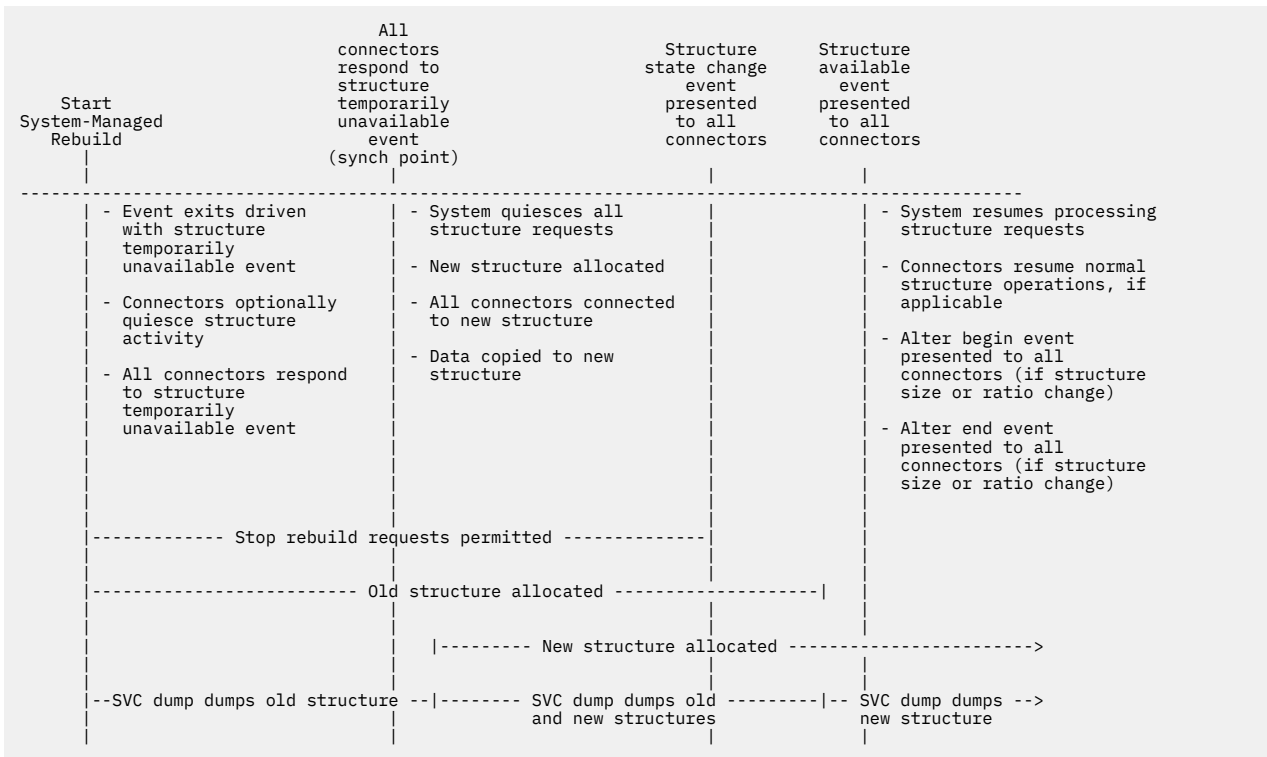 All
                               connectors                      Structure      Structure
                               respond to                    state change     available
                               structure                         event          event
    Start                      temporarily                     presented      presented
System-Managed                 unavailable                      to all         to all
   Rebuild                        event                        connectors     connectors
      |                       (synch point)                        |              |
      |                             |                              |              |
--------------------------------------------------------------------------------------------------
      | - Event exits driven        | - System quiesces all        |              | - System resumes processing
      |   with structure            |   structure requests         |              |   structure requests
      |   temporarily               |                              |              |
      |   unavailable event         | - New structure allocated    |              | - Connectors resume normal
      |                             |                              |              |   structure operations, if
      | - Connectors optionally     | - All connectors connected   |              |   applicable
      |   quiesce structure         |   to new structure           |              |
      |   activity                  |                              |              | - Alter begin event
      |                             | - Data copied to new         |              |   presented to all
      | - All connectors respond    |   structure                  |              |   connectors (if structure
      |   to structure              |                              |              |   size or ratio change)
      |   temporarily               |                              |              |
      |   unavailable event         |                              |              | - Alter end event
      |                             |                              |              |   presented to all
      |                             |                              |              |   connectors (if structure
      |                             |                              |              |   size or ratio change)
      |                             |                              |              |
      |------------- Stop rebuild requests permitted --------------|              |
      |                             |                              |              |
      |-------------------------- Old structure allocated --------------------|   |
      |                             |                              |              |
      |                             |   |--------- New structure allocated ------------------------>
      |                             |                              |              |
      |--SVC dump dumps old structure --|-------- SVC dump dumps old ---------|-- SVC dump dumps -->
      |                             |             and new structures              new structure
      |                             |                              |              |